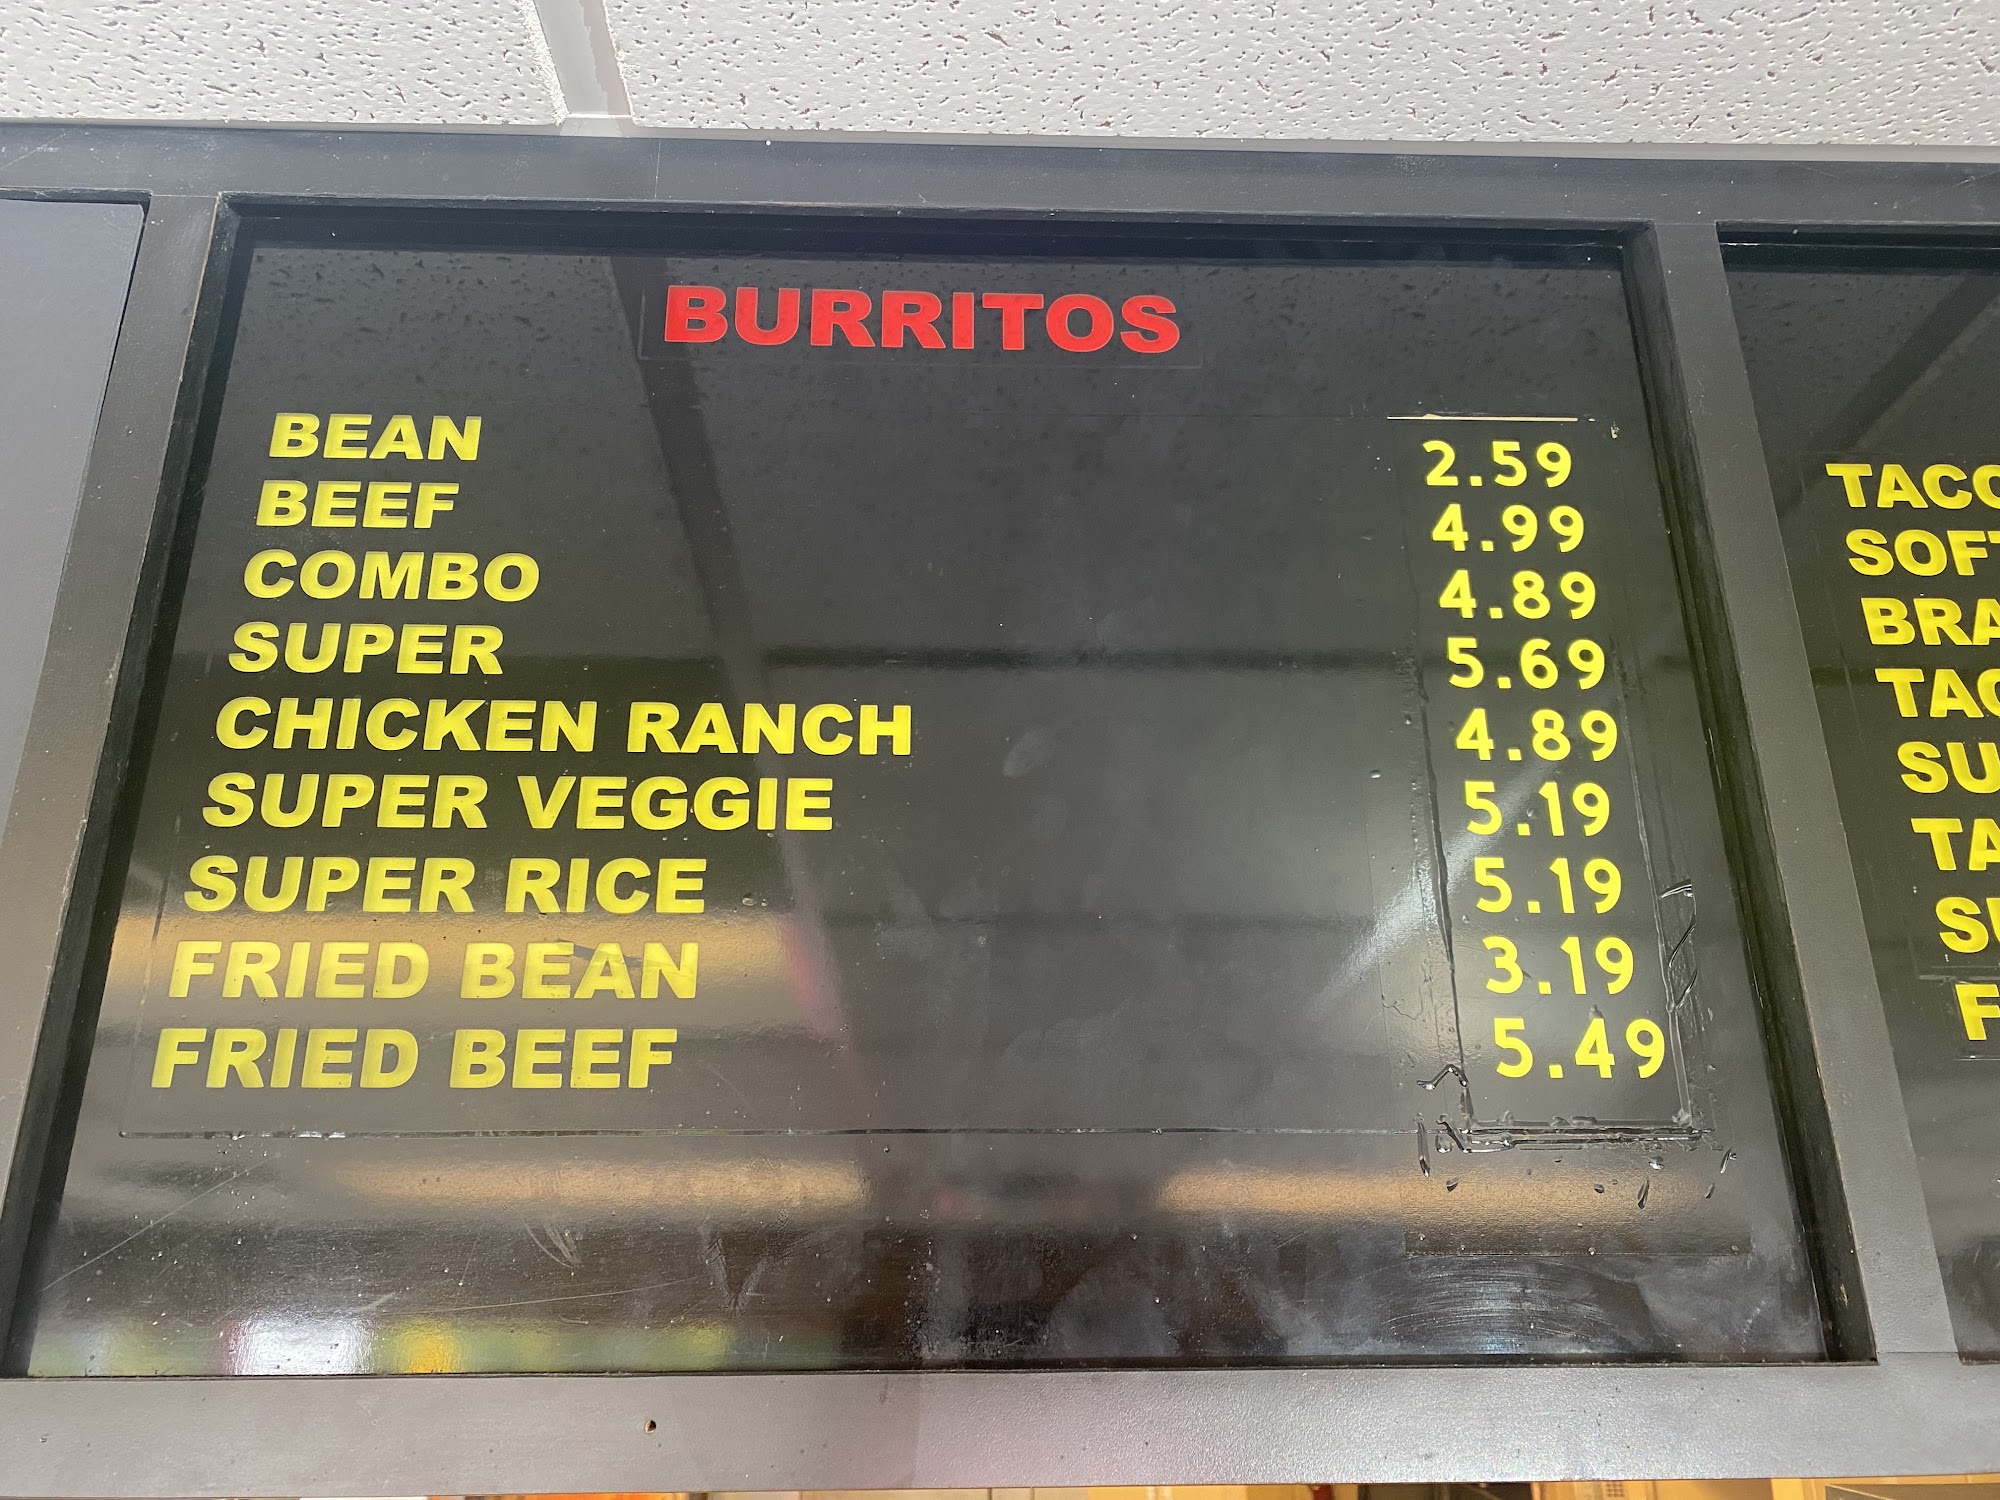 BURRITOS
BEAN 2.59
BEEF 4.99
COMBO 4.89
SUPER 5.69
CHICKEN RANCH 4.89
SUPER VEGGIE 5.19
SUPER RICE 5.19
FRIED BEAN 3.19
FRIED BEEF 5.49